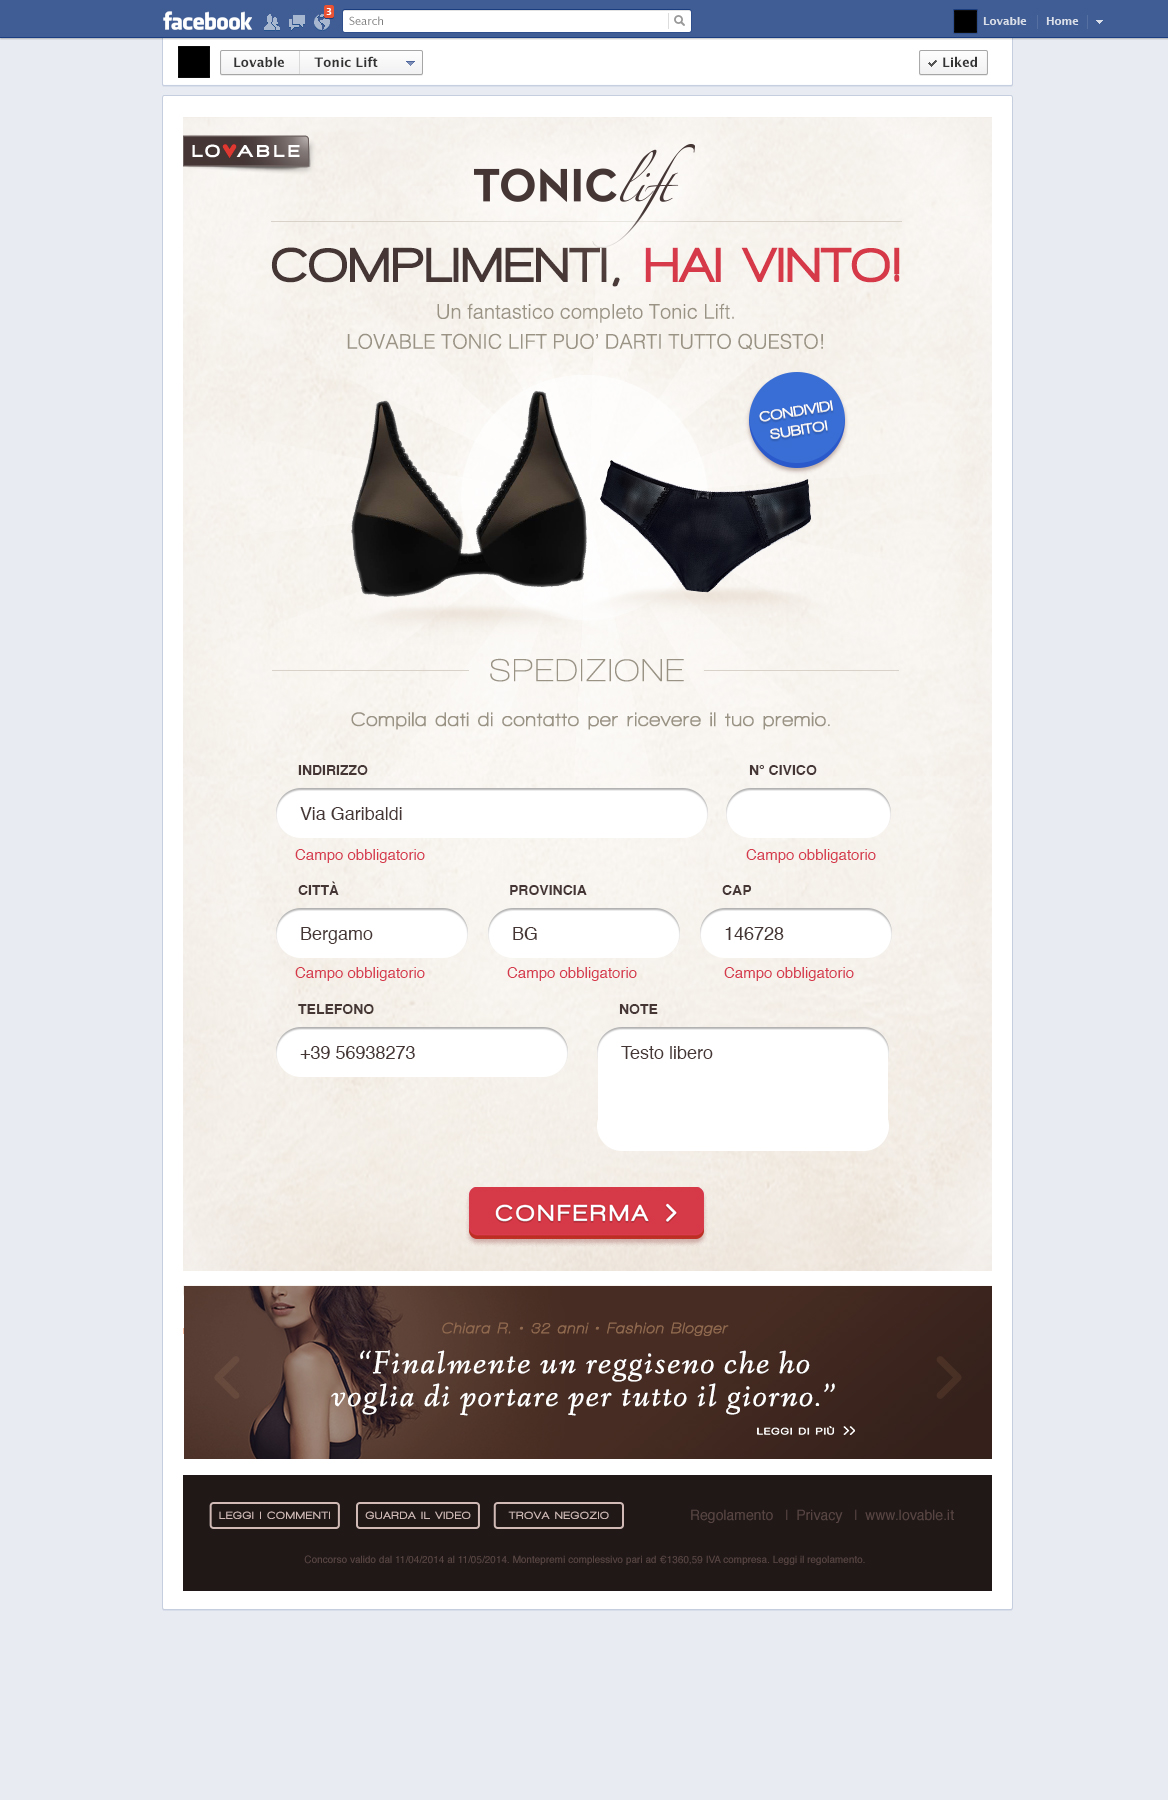 facebook 3 Search Lovable Home
Lovable Tonic Lift Liked
LOVABLE
TONIC lift
COMPLIMENTI, HAI VINTO!
Un fantastico completo Tonic Lift.
LOVABLE TONIC LIFT PUO' DARTI TUTTO QUESTO!
CONDIVIDI
SUBITO!
SPEDIZIONE
Compila dati di contatto per ricevere il tuo premio.
INDIRIZZO N° CIVICO
Via Garibaldi
Campo obbligatorio Campo obbligatorio
CITTÀ PROVINCIA CAP
Bergamo BG 146728
Campo obbligatorio Campo obbligatorio Campo obbligatorio
TELEFONO NOTE
+39 56938273 Testo libero
CONFERMA
Chiara R. • 32 anni • Fashion Blogger
“Finalmente un reggiseno che ho
voglia di portare per tutto il giorno.”
LEGGI DI PIÙ
LEGGI I COMMENTI GUARDA IL VIDEO TROVA NEGOZIO Regolamento | Privacy | www.lovable.it
Concorso valido dal 11/04/2014 al 11/05/2014. Montepremi complessivo pari ad €1360,59 IVA compresa. Leggi il regolamento.